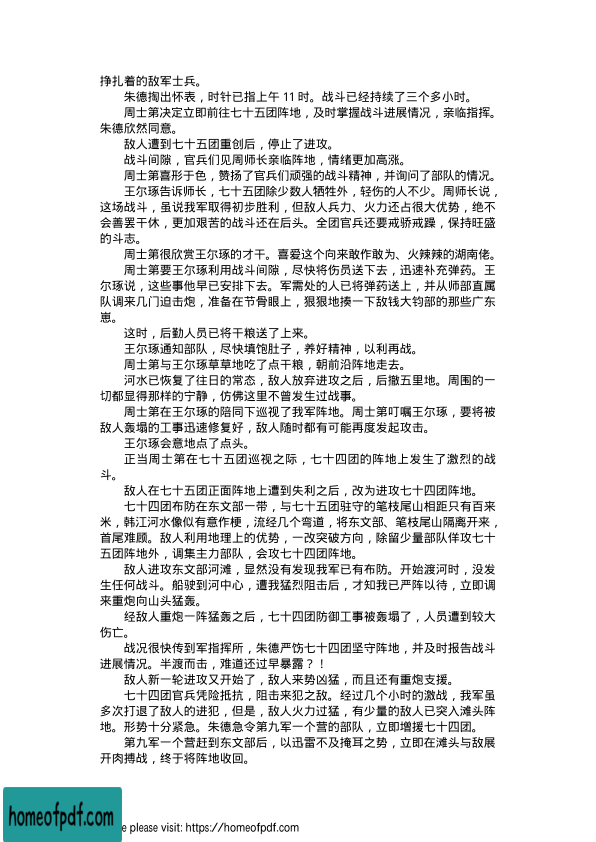 挣扎着的敌军士兵。
朱德掏出怀表，时针已指上午 11 时。战斗已经持续了三个多小时。
周士第决定立即前往七十五团阵地，及时掌握战斗进展情况，亲临指挥。
朱德欣然同意。
敌人遭到七十五团重创后，停止了进攻。
战斗间隙，官兵们见周师长亲临阵地，情绪更加高涨。
周士第喜形于色，赞扬了官兵们顽强的战斗精神，并询问了部队的情况。
王尔琢告诉师长，七十五团除少数人牺牲外，轻伤的人不少。周师长说，
这场战斗，虽说我军取得初步胜利，但敌人兵力、火力还占很大优势，绝不
会善罢干休，更加艰苦的战斗还在后头。全团官兵还要戒骄戒躁，保持旺盛
的斗志。
周士第很欣赏王尔琢的才干。喜爱这个向来敢作敢为、火辣辣的湖南佬。
周士第要王尔琢利用战斗间隙，尽快将伤员送下去，迅速补充弹药。王
尔琢说，这些事他早已安排下去。军需处的人已将弹药送上，并从师部直属
队调来几门迫击炮，准备在节骨眼上，狠狠地揍一下敌钱大钧部的那些广东
崽。
这时，后勤人员已将干粮送了上来。
王尔琢通知部队，尽快填饱肚子，养好精神，以利再战。
周士第与王尔琢草草地吃了点干粮，朝前沿阵地走去。
河水已恢复了往日的常态，敌人放弃进攻之后，后撤五里地。周围的一
切都显得那样的宁静，仿佛这里不曾发生过战事。
周士第在王尔琢的陪同下巡视了我军阵地。周士第叮嘱王尔琢，要将被
敌人轰塌的工事迅速修复好，敌人随时都有可能再度发起攻击。
王尔琢会意地点了点头。
正当周士第在七十五团巡视之际，七十四团的阵地上发生了激烈的战
斗。
敌人在七十五团正面阵地上遭到失利之后，改为进攻七十四团阵地。
七十四团布防在东文部一带，与七十五团驻守的笔枝尾山相距只有百来
米，韩江河水像似有意作梗，流经几个弯道，将东文部、笔枝尾山隔离开来，
首尾难顾。敌人利用地理上的优势，一改突破方向，除留少量部队佯攻七十
五团阵地外，调集主力部队，会攻七十四团阵地。
敌人进攻东文部河滩，显然没有发现我军已有布防。开始渡河时，没发
生任何战斗。船驶到河中心，遭我猛烈阻击后，才知我已严阵以待，立即调
来重炮向山头猛轰。
经敌人重炮一阵猛轰之后，七十四团防御工事被轰塌了，人员遭到较大
伤亡。
战况很快传到军指挥所，朱德严饬七十四团坚守阵地，并及时报告战斗
进展情况。半渡而击，难道还过早暴露？！
敌人新一轮进攻又开始了，敌人来势凶猛，而且还有重炮支援。
七十四团官兵凭险抵抗，阻击来犯之敌。经过几个小时的激战，我军虽
多次打退了敌人的进犯，但是，敌人火力过猛，有少量的敌人已突入滩头阵
地。形势十分紧急。朱德急令第九军一个营的部队，立即增援七十四团。
第九军一个营赶到东文部后，以迅雷不及掩耳之势，立即在滩头与敌展
开肉搏战，终于将阵地收回。
homeofpdf.com
e please visit: https://homeofpdf.com